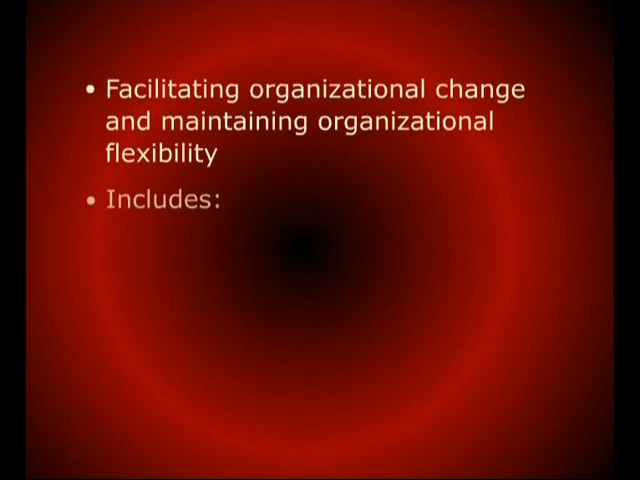 • Facilitating organizational change
and maintaining organizational
flexibility
• Includes: